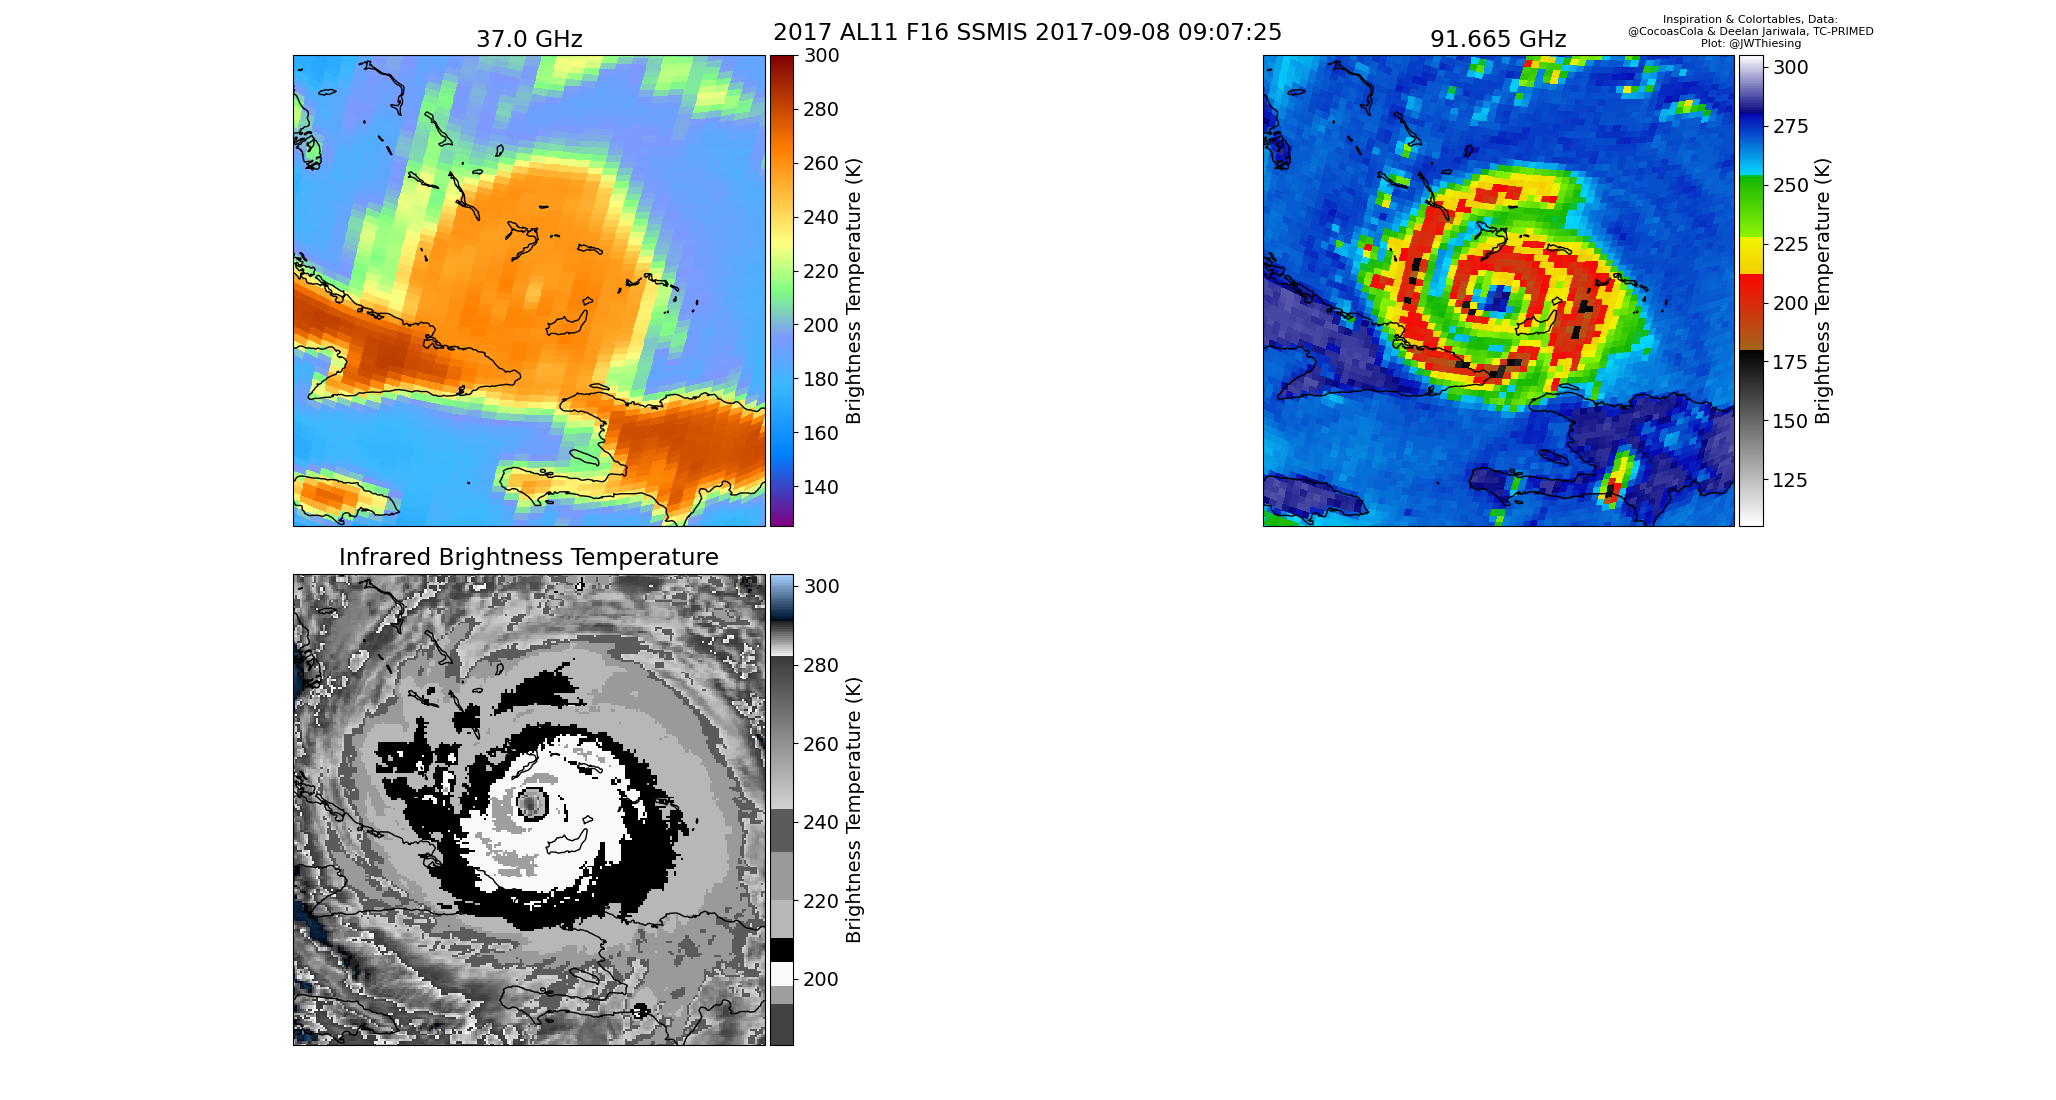 2017 AL11 F16 SSMIS 2017-09-08 09:07:25
Inspiration & Colortables, Data:
@CocoasCola & Deelan Jariwala, TC-PRIMED
Plot: @JWThiesing
37.0 GHz
300
280
260
240
220
200
180
160
140
Brightness Temperature (K)
91.665 GHz
300
275
250
225
200
175
150
125
Brightness Temperature (K)
Infrared Brightness Temperature
300
280
260
240
220
200
Brightness Temperature (K)